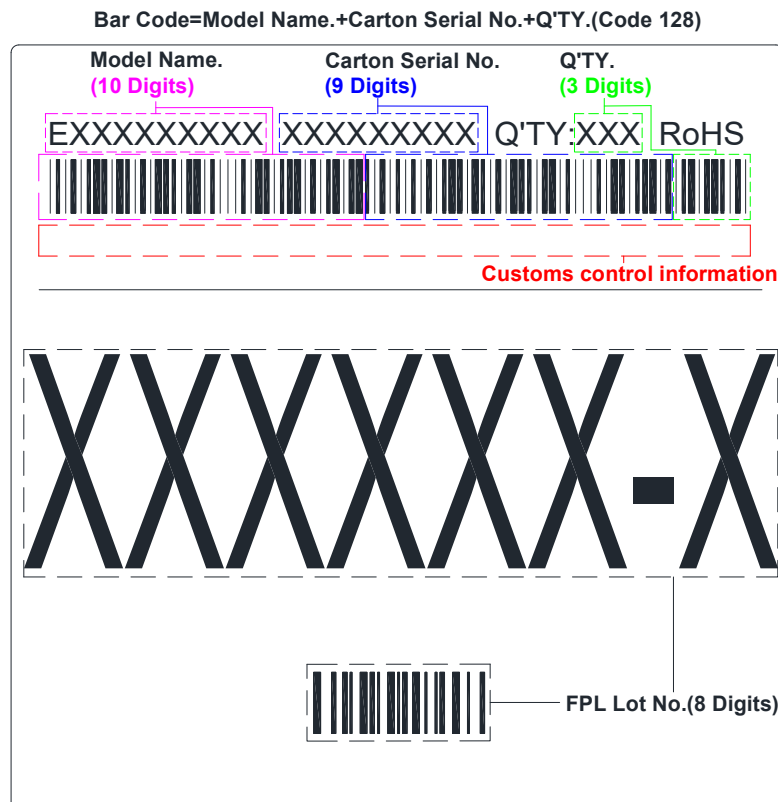 Bar Code=Model Name.+Carton Serial No.+Q'TY.(Code 128)
Model Name. Carton Serial No. Q'TY.
(10 Digits) (9 Digits) (3 Digits)
EXXXXXXXXXX XXXXXXXXX Q'TY:XXX RoHS
Customs control information
XXXXXX-X
FPL Lot No.(8 Digits)